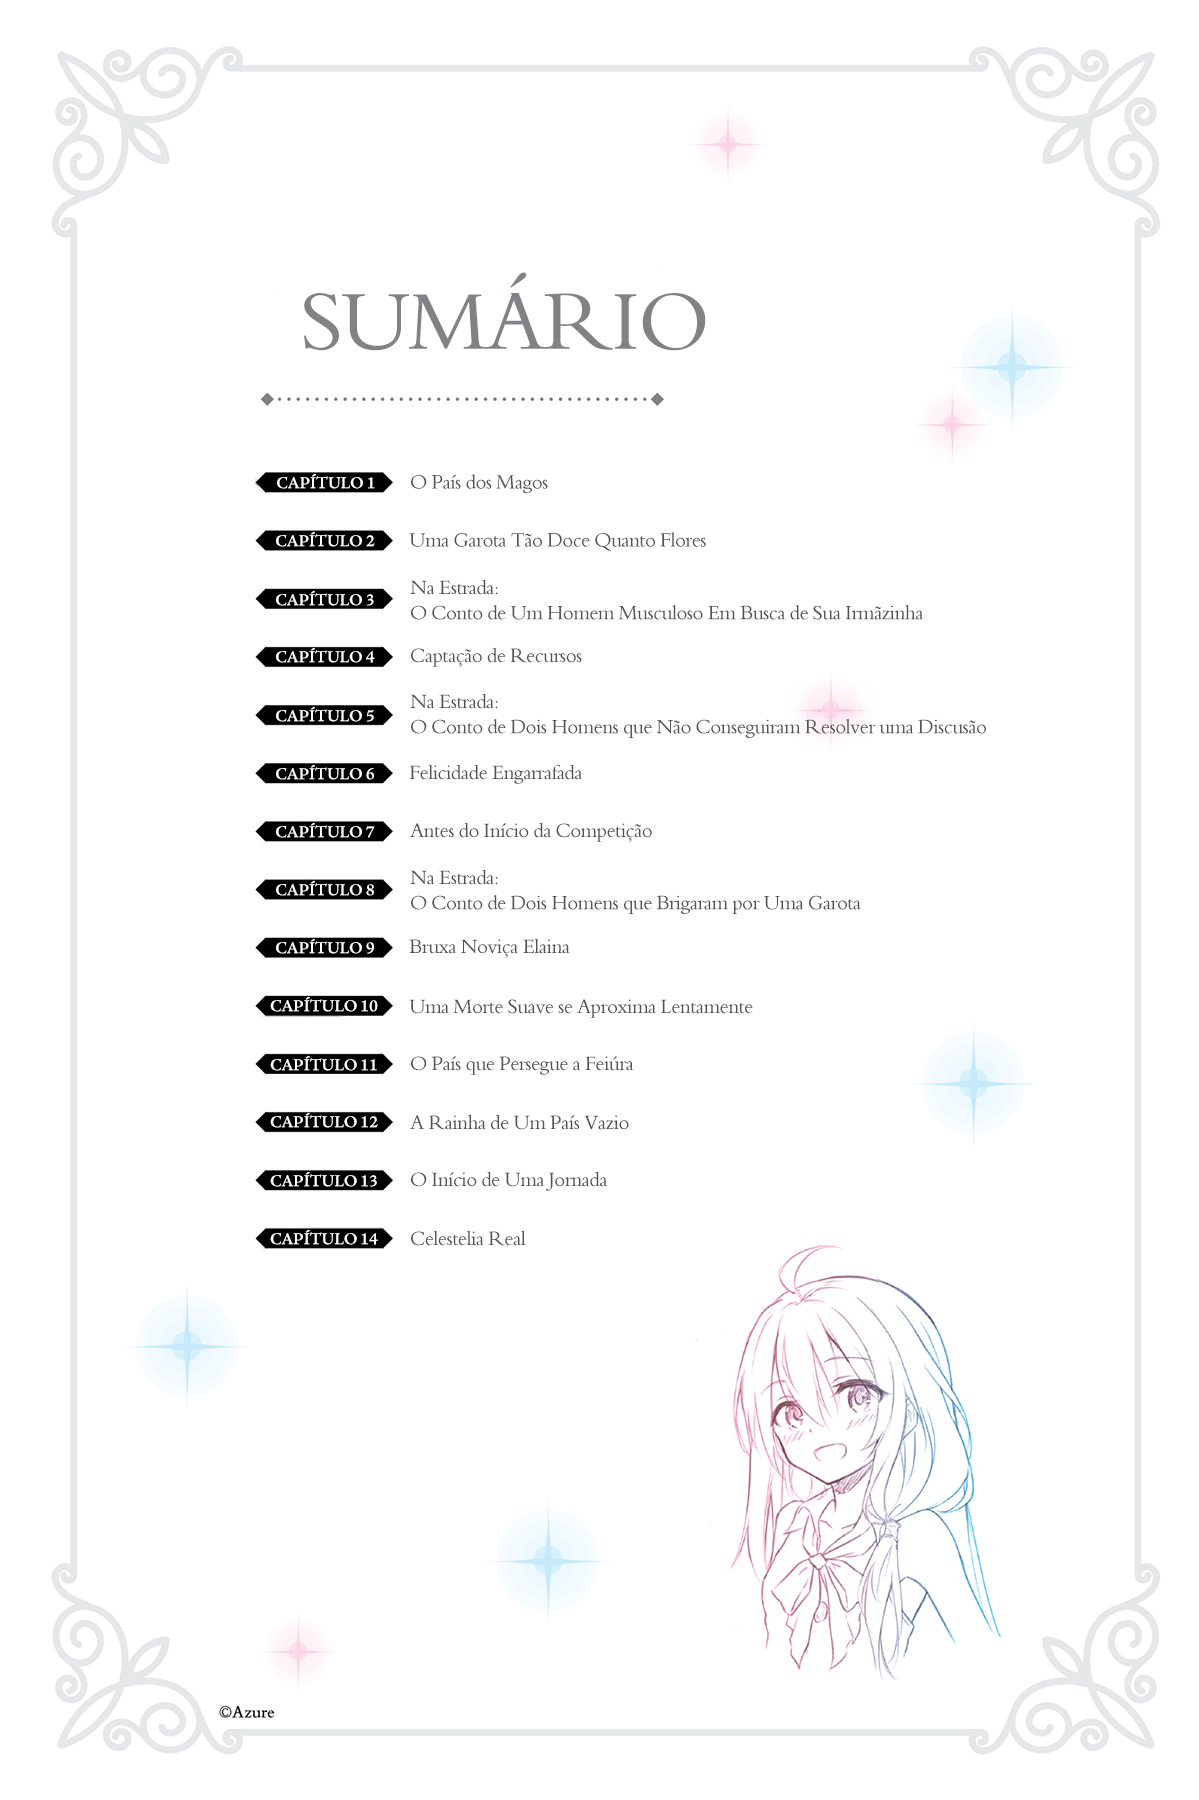 SUMÁRIO
CAPÍTULO 1 O País dos Magos
CAPÍTULO 2 Uma Garota Tão Doce Quanto Flores
CAPÍTULO 3 Na Estrada:
O Conto de Um Homem Musculoso Em Busca de Sua Irmãzinha
CAPÍTULO 4 Captação de Recursos
CAPÍTULO 5 Na Estrada:
O Conto de Dois Homens que Não Conseguiram Resolver uma Discusão
CAPÍTULO 6 Felicidade Engarrafada
CAPÍTULO 7 Antes do Início da Competição
CAPÍTULO 8 Na Estrada:
O Conto de Dois Homens que Brigaram por Uma Garota
CAPÍTULO 9 Bruxa Noviça Elaina
CAPÍTULO 10 Uma Morte Suave se Aproxima Lentamente
CAPÍTULO 11 O País que Persegue a Feiúra
CAPÍTULO 12 A Rainha de Um País Vazio
CAPÍTULO 13 O Início de Uma Jornada
CAPÍTULO 14 Celestelia Real
©Azure